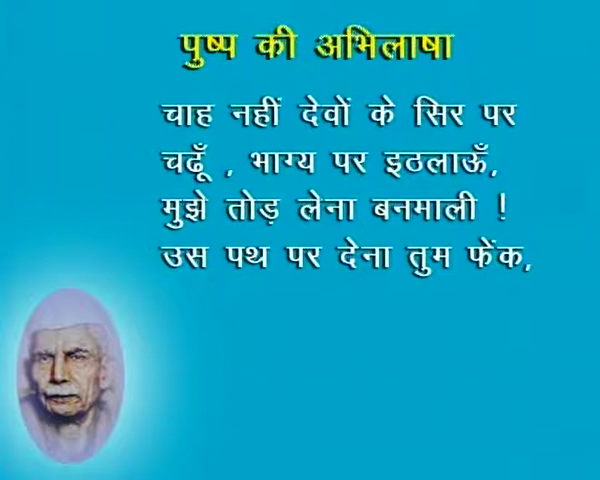 पुष्प की अभिलाषा
चाह नहीं देवों के सिर पर
चढूँ , भाग्य पर इठलाऊँ,
मुझे तोड़ लेना बनमाली !
उस पथ पर देना तुम फेंक,